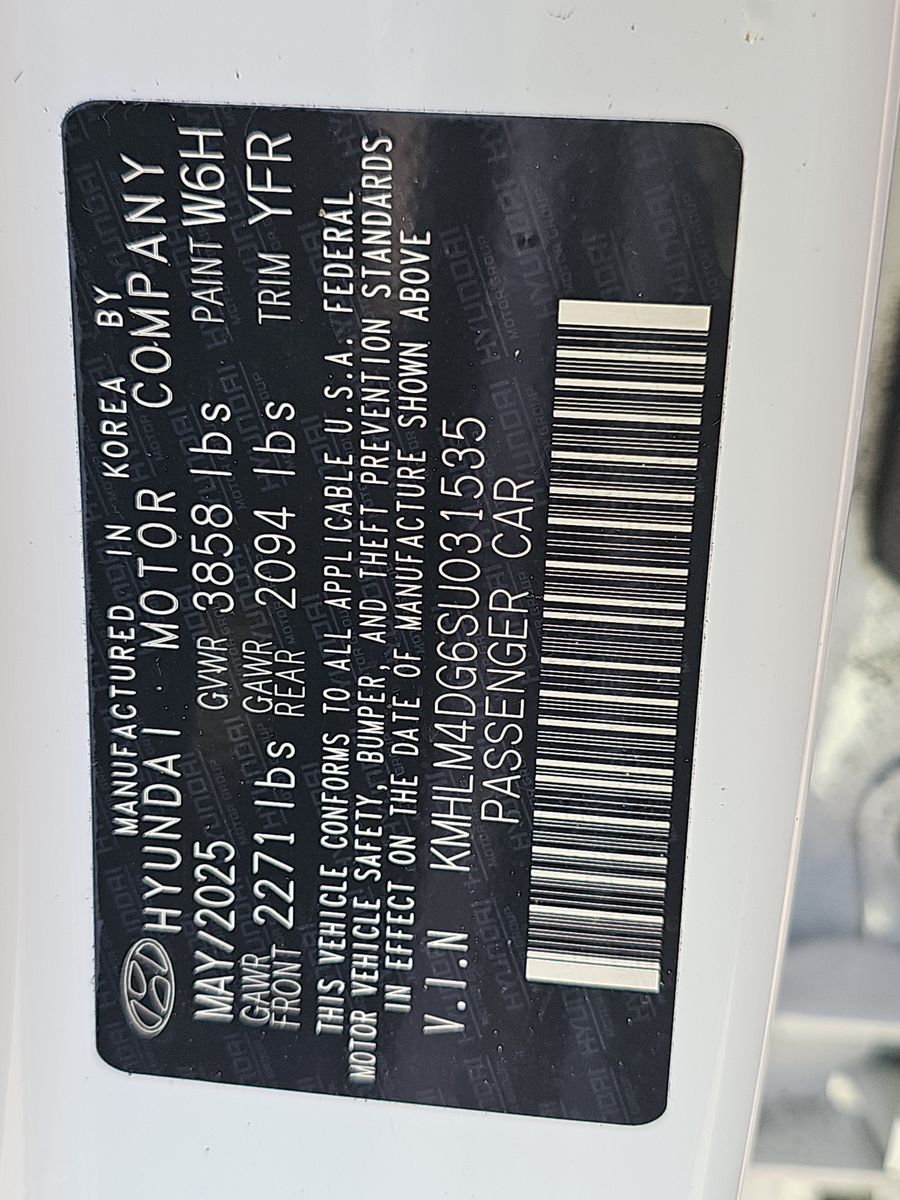 MANUFACTURED IN KOREA BY
HYUNDAI MOTOR COMPANY
MAY/2025 GVWR 3858 lbs PAINT W6H
GAWR FRONT 2271 lbs GAWR REAR 2094 lbs TRIM YFR
THIS VEHICLE CONFORMS TO ALL APPLICABLE U.S.A. FEDERAL
MOTOR VEHICLE SAFETY, BUMPER, AND THEFT PREVENTION STANDARDS
IN EFFECT ON THE DATE OF MANUFACTURE SHOWN ABOVE
V.I.N KMHLM4DG6SU031535
PASSENGER CAR